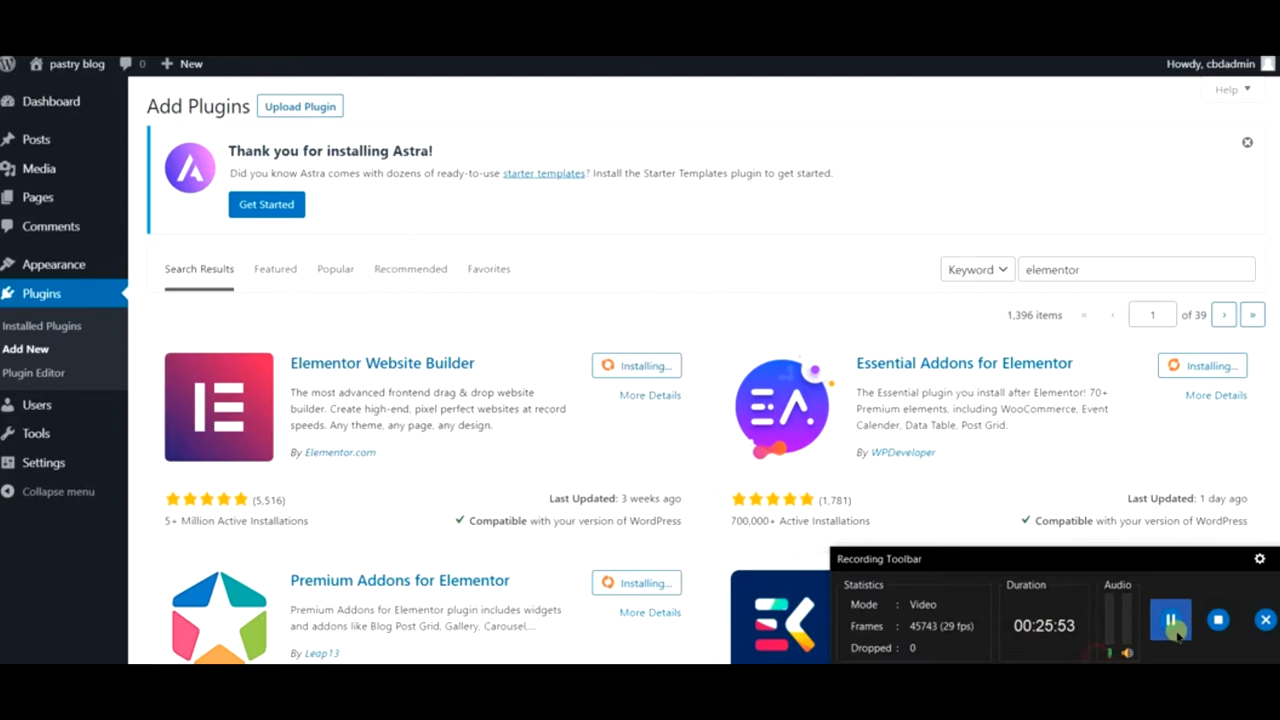 pastry blog
0
New
Howdy, cbdadmin
Dashboard
Posts
Media
Pages
Comments
Appearance
Plugins
Installed Plugins
Add New
Plugin Editor
Users
Tools
Settings
Collapse menu
Add Plugins
Upload Plugin
Help
Thank you for installing Astra!
Did you know Astra comes with dozens of ready-to-use starter templates? Install the Starter Templates plugin to get started.
Get Started
Search Results
Featured
Popular
Recommended
Favorites
Keyword
elementor
1,396 items « ‹ 1 of 39 › »
Elementor Website Builder
Installing...
More Details
The most advanced frontend drag & drop website
builder. Create high-end, pixel perfect websites at record
speeds. Any theme, any page, any design.
By Elementor.com
(5,516)
5+ Million Active Installations
Last Updated: 3 weeks ago
Compatible with your version of WordPress
EA
Essential Addons for Elementor
Installing...
More Details
The Essential plugin you install after Elementor! 70+
Premium elements, including WooCommerce, Event
Calendar, Data Table, Post Grid.
By WPDeveloper
(1,781)
700,000+ Active Installations
Last Updated: 1 day ago
Compatible with your version of WordPress
Premium Addons for Elementor
Installing...
More Details
Premium Addons for Elementor plugin includes widgets
and addons like Blog Post Grid, Gallery, Carousel,...
By Leap13
Recording Toolbar
Statistics
Mode : Video
Frames : 45743 (29 fps)
Dropped : 0
Duration
00:25:53
Audio